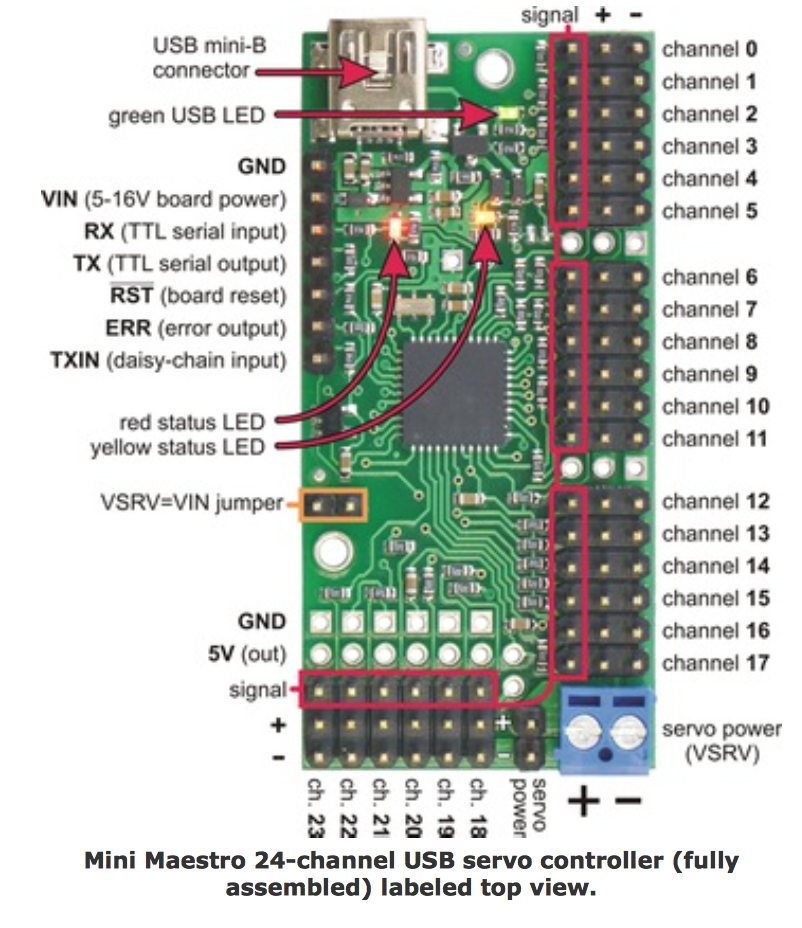 signal + -
USB mini-B
connector
green USB LED
GND
VIN (5-16V board power)
RX (TTL serial input)
TX (TTL serial output)
RST (board reset)
ERR (error output)
TXIN (daisy-chain input)
red status LED
yellow status LED
VSRV=VIN jumper
GND
5V (out)
signal
+
-
channel 0
channel 1
channel 2
channel 3
channel 4
channel 5
channel 6
channel 7
channel 8
channel 9
channel 10
channel 11
channel 12
channel 13
channel 14
channel 15
channel 16
channel 17
servo power
(VSRV)
+ -
+
-
ch. 23
ch. 22
ch. 21
ch. 20
ch. 19
ch. 18
servo
power
Mini Maestro 24-channel USB servo controller (fully
assembled) labeled top view.